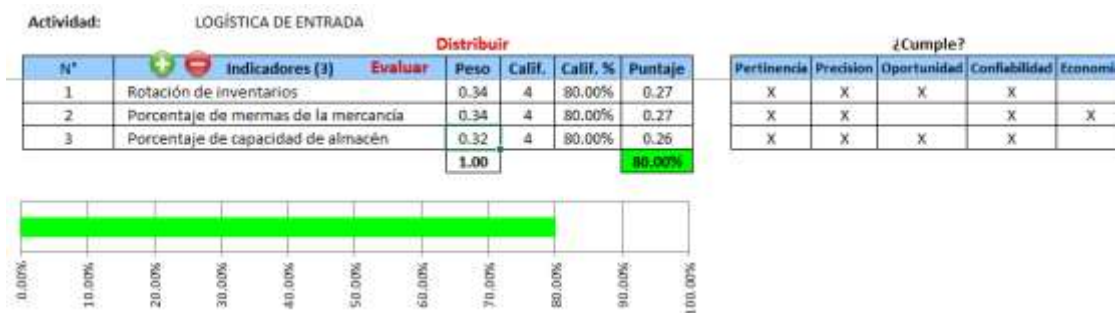 Actividad: LOGÍSTICA DE ENTRADA
Distribuir ¿Cumple?
N° Indicadores (3) Evaluar Peso Calif. Calif. % Puntaje Pertinencia Precision Oportunidad Confiabilidad Economi
1 Rotación de inventarios 0.34 4 80.00% 0.27 X X X X
2 Porcentaje de mermas de la mercancía 0.34 4 80.00% 0.27 X X X X
3 Porcentaje de capacidad de almacén 0.32 4 80.00% 0.26 X X X X
1.00 80.00%
0.00% 10.00% 20.00% 30.00% 40.00% 50.00% 60.00% 70.00% 80.00% 90.00% 100.00%